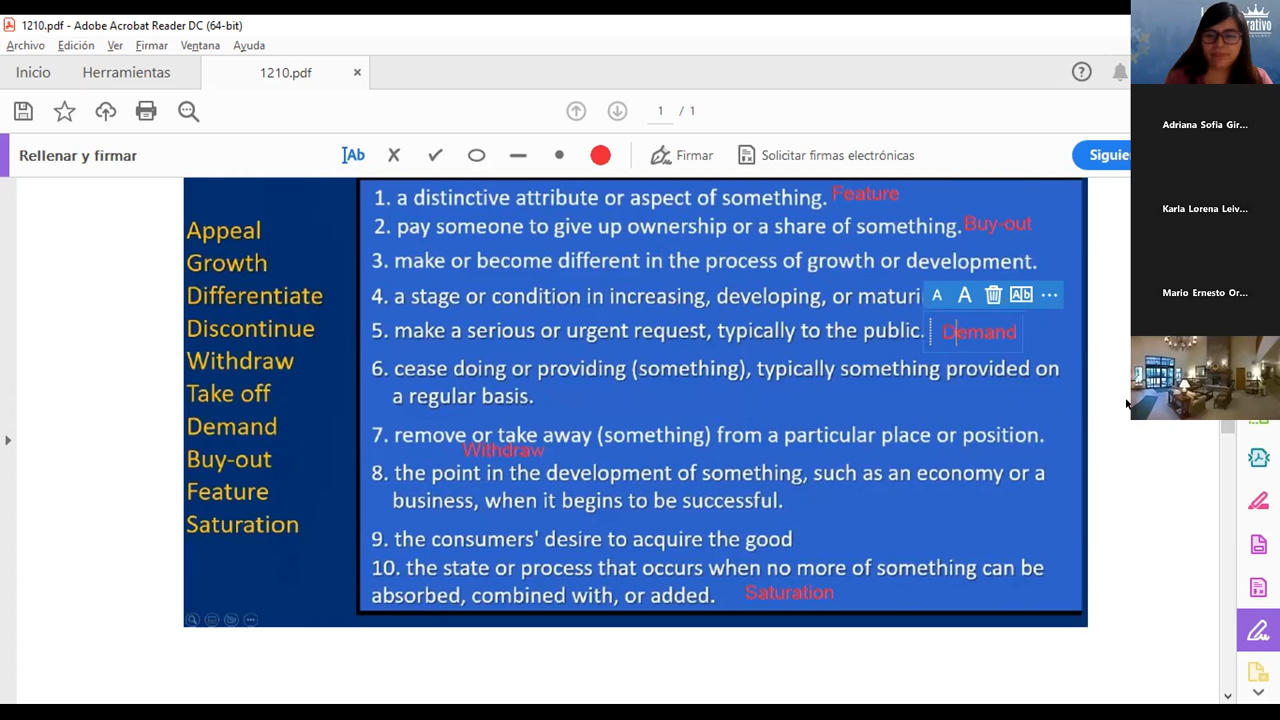 1210.pdf - Adobe Acrobat Reader DC (64-bit)
Archivo Edición Ver Firmar Ventana Ayuda
Inicio Herramientas 1210.pdf ×
1 / 1
Rellenar y firmar Ab Firmar Solicitar firmas electrónicas Siguie
Adriana Sofia Gir...
Karla Lorena Leiv...
Mario Ernesto Or...
Appeal
Growth
Differentiate
Discontinue
Withdraw
Take off
Demand
Buy-out
Feature
Saturation
1. a distinctive attribute or aspect of something. Feature
2. pay someone to give up ownership or a share of something. Buy-out
3. make or become different in the process of growth or development.
4. a stage or condition in increasing, developing, or maturi
A A Ab ...
5. make a serious or urgent request, typically to the public. Demand
6. cease doing or providing (something), typically something provided on
a regular basis.
7. remove or take away (something) from a particular place or position.
Withdraw
8. the point in the development of something, such as an economy or a
business, when it begins to be successful.
9. the consumers' desire to acquire the good
10. the state or process that occurs when no more of something can be
absorbed, combined with, or added. Saturation